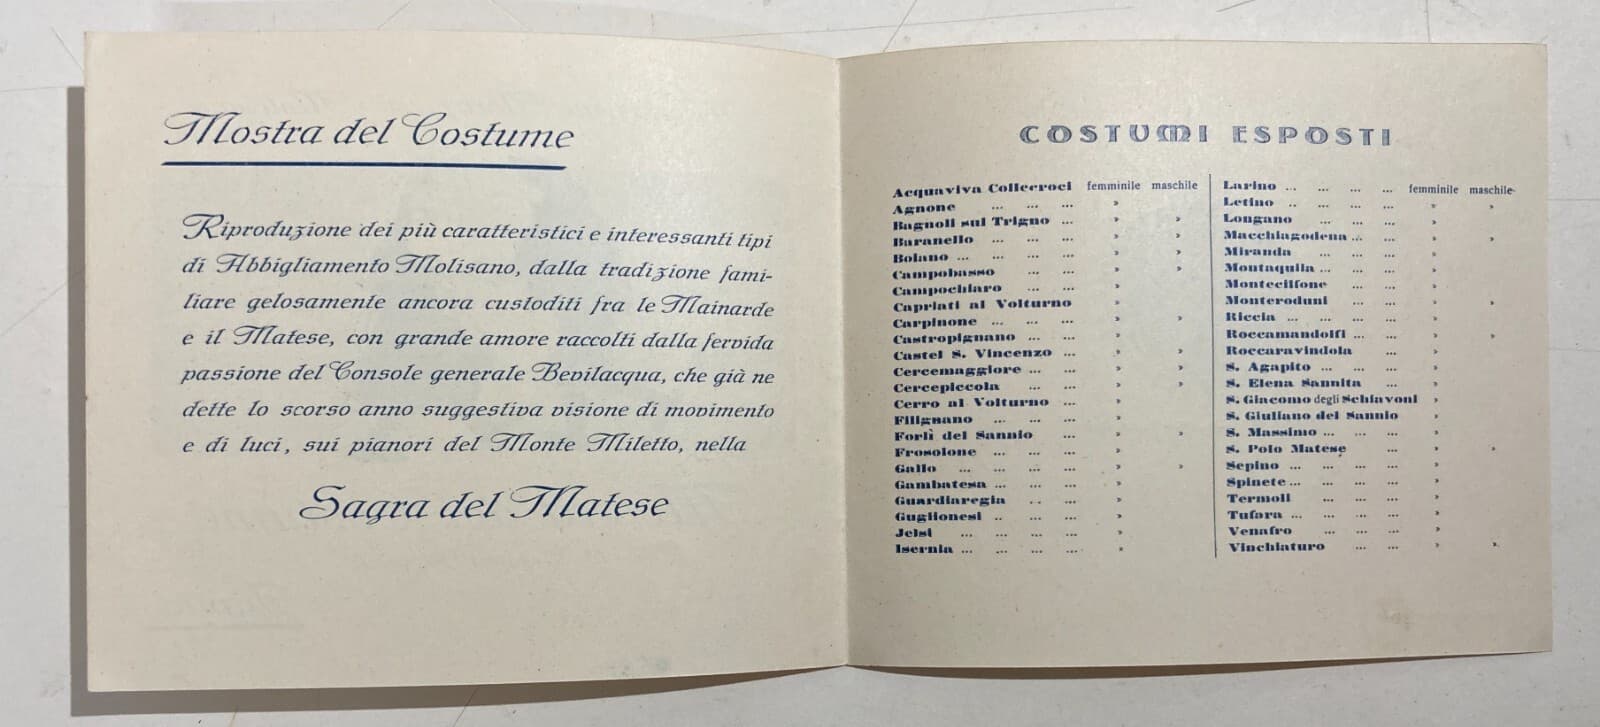 Mostra del Costume
Riproduzione dei più caratteristici e interessanti tipi
di Abbigliamento Molisano, dalla tradizione fami-
liare gelosamente ancora custoditi fra le Mainarde
e il Matese, con grande amore raccolti dalla fervida
passione del Console generale Bevilacqua, che già ne
dette lo scorso anno suggestiva visione di movimento
e di luci, sui pianori del Monte Miletto, nella
Sagra del Matese
COSTUMI ESPOSTI
Acquaviva Collecroci femminile maschile
Agnone ... ... ... »
Bagnoli sul Trigno ... ... » »
Baranello ... ... ... » »
Boiano ... ... ... ... » »
Campobasso ... ... » »
Campochiaro ... ... »
Capriati al Volturno »
Carpinone ... ... ... » »
Castropignano ... ... »
Castel S. Vincenzo ... » »
Cercemaggiore ... ... » »
Cercepiccola ... ... » »
Cerro al Volturno ... »
Filignano ... ... ... »
Forlì del Sannio ... » »
Frosolone ... ... ... »
Gallo ... ... ... ... » »
Gambatesa ... ... ... »
Guardiaregia .. ... »
Guglionesi .. ... ... »
Jelsi ... ... ... ... »
Isernia ... ... ... ... »
Larino ... ... ... ... femminile maschile
Letino .. ... ... ... » »
Longano ... ... ... »
Macchiagodena ... ... » »
Miranda ... ... ... »
Montaquila ... ... ... »
Montecilfone ... ... »
Monteroduni ... ... » »
Riccia ... ... ... ... »
Roccamandolfi ... ... » »
Roccaravindola ... »
S. Agapito ... ... ... »
S. Elena Sannita ... »
S. Giacomo degli Schiavoni »
S. Giuliano del Sannio »
S. Massimo ... ... ... »
S. Polo Matese ... » »
Sepino ... ... ... ... »
Spinete ... ... ... ... »
Termoli ... ... ... »
Tufara ... ... ... ... »
Venafro ... ... ... »
Vinchiaturo ... ... » »